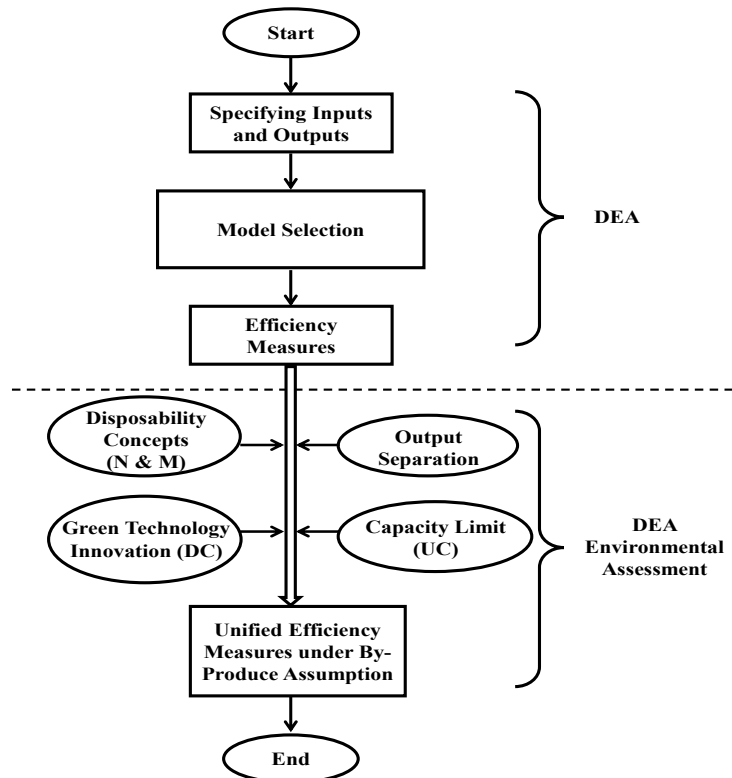 Start
Specifying Inputs
and Outputs
DEA
Model Selection
Efficiency
Measures
Disposability
Concepts
(N & M)
Output
Separation
Green Technology
Innovation (DC)
Capacity Limit
(UC)
DEA
Environmental
Assessment
Unified Efficiency
Measures under By-
Produce Assumption
End